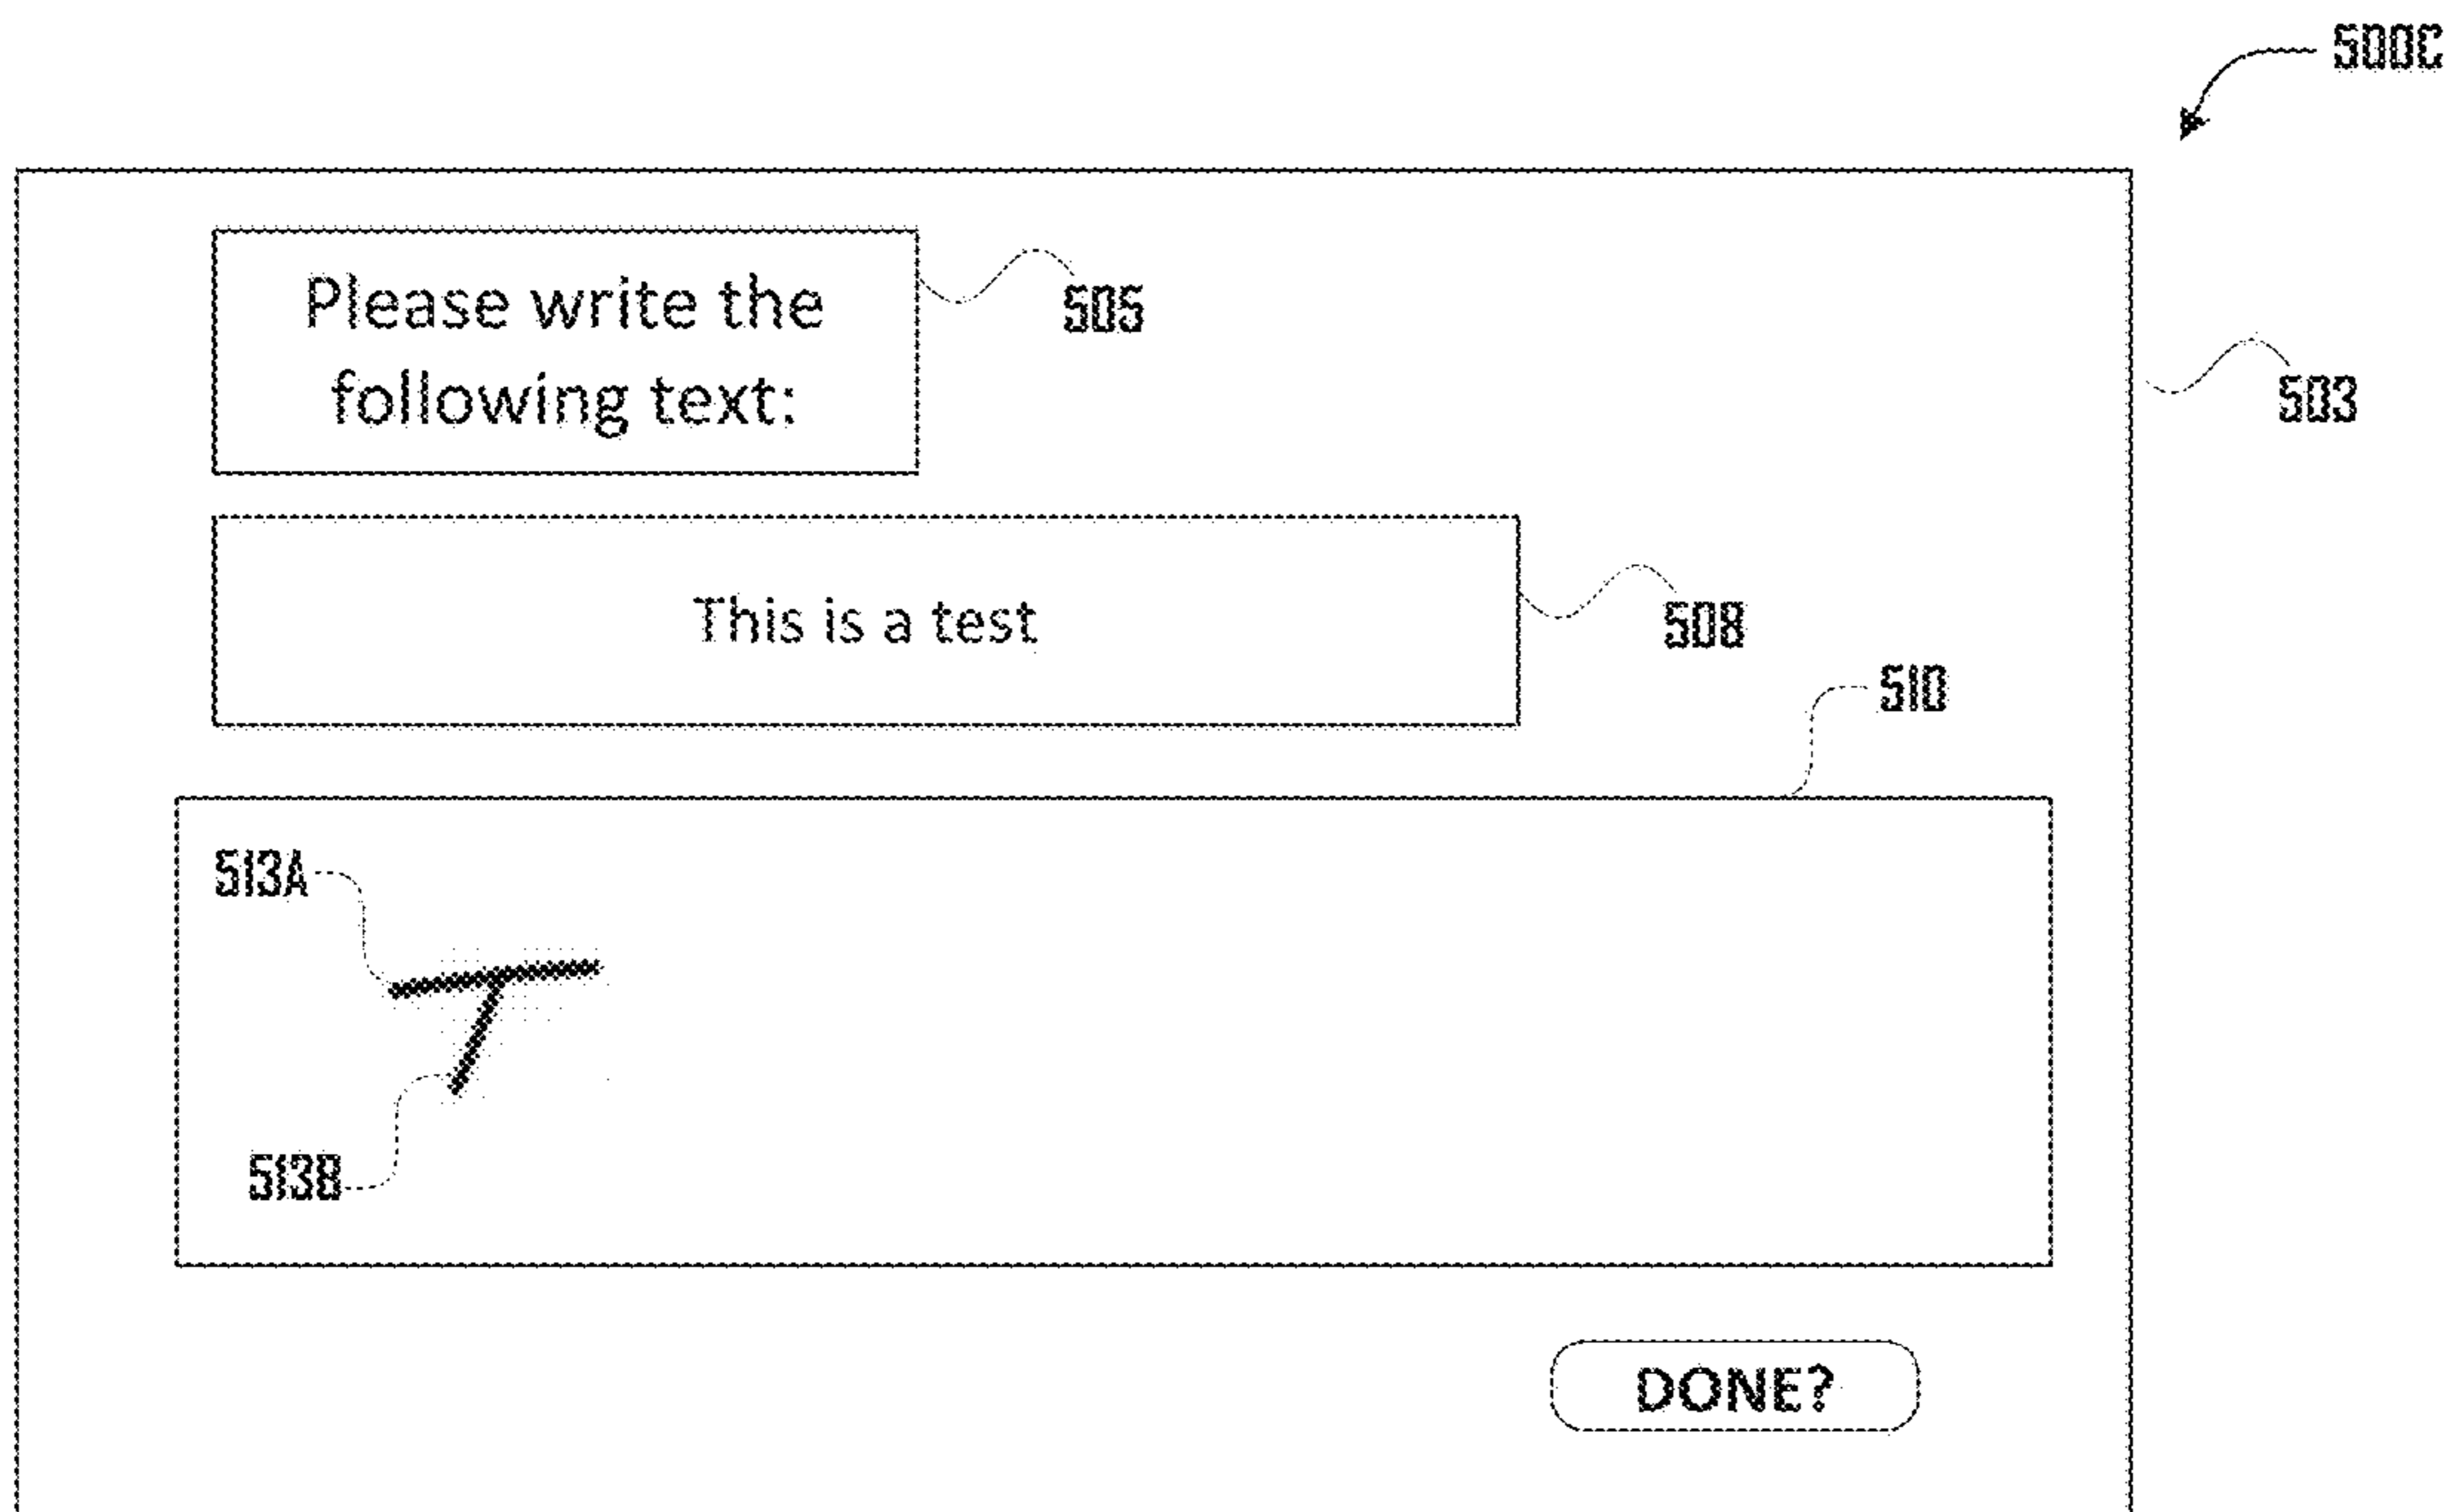 500C
Please write the
following text:
505
503
This is a test
508
510
513A
T
513B
DONE?